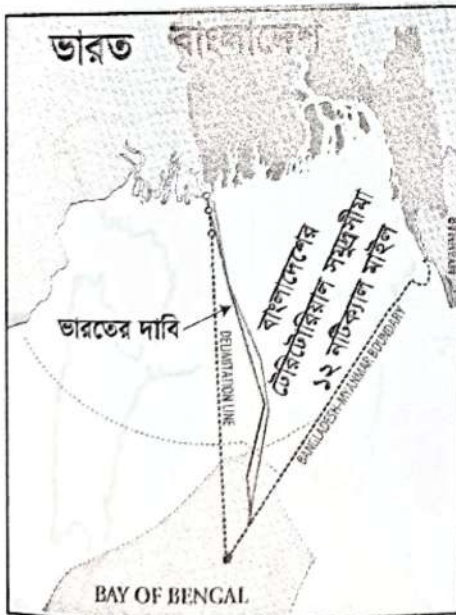 ভারত বাংলাদেশ
বাংলাদেশের
টেরিটোরিয়াল সমুদ্রসীমা
১২ নটিক্যাল মাইল
ভারতের দাবি
DELIMITATION LINE
BANGLADESH-MYANMAR BOUNDARY
BAY OF BENGAL